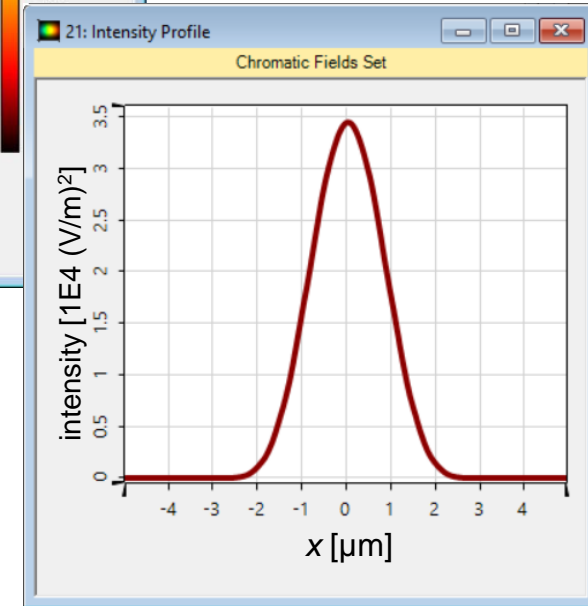 21: Intensity Profile
Chromatic Fields Set
intensity [1E4 (V/m)²]
3.5
3
2.5
2
1.5
1
0.5
0
-4 -3 -2 -1 0 1 2 3 4
x [µm]